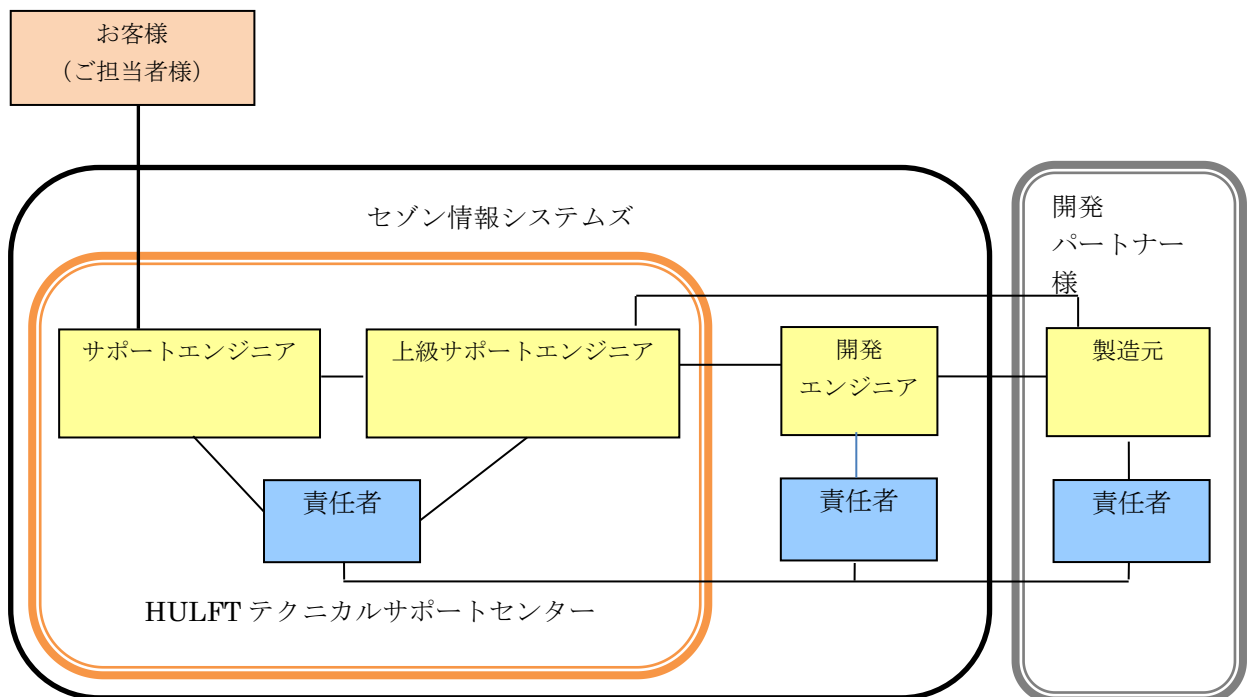 お客様
（ご担当者様）
セゾン情報システムズ
開発
パートナー
様
サポートエンジニア
上級サポートエンジニア
開発
エンジニア
製造元
責任者
責任者
責任者
HULFT テクニカルサポートセンター